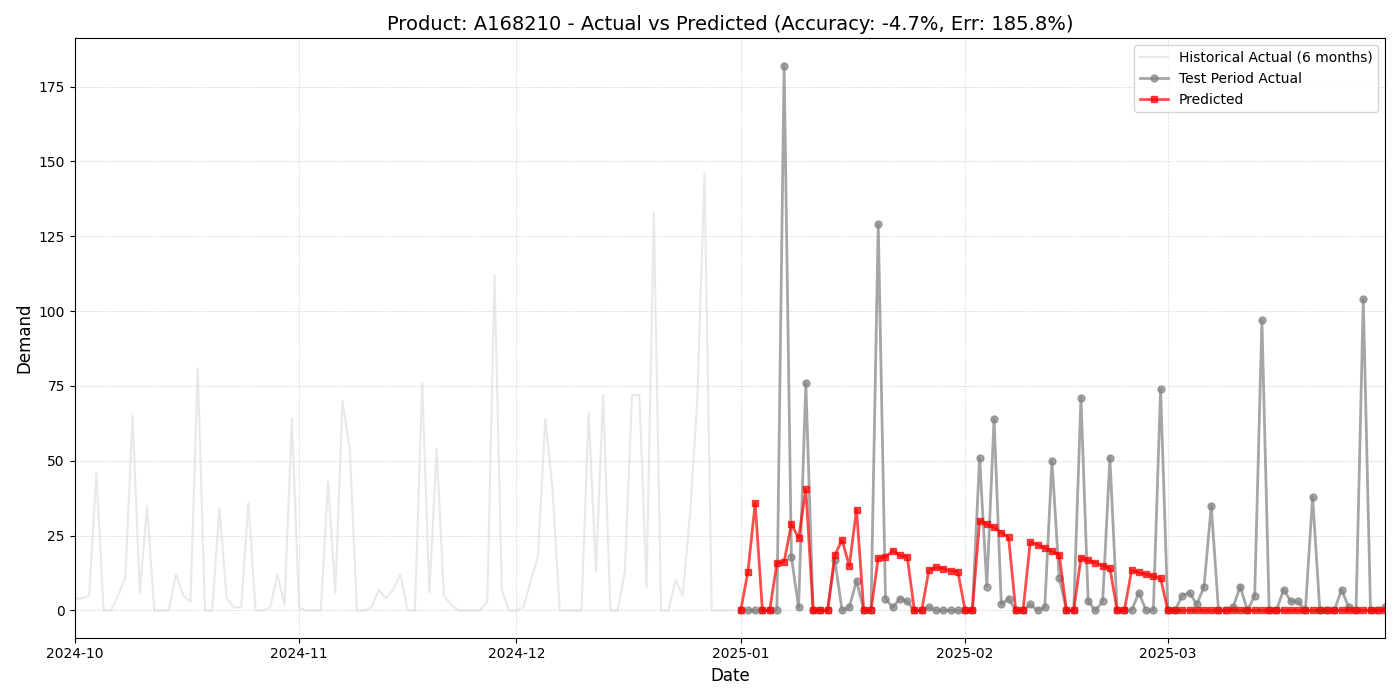 Product: A168210 - Actual vs Predicted (Accuracy: -4.7%, Err: 185.8%)
Historical Actual (6 months)
Test Period Actual
Predicted
175
150
125
100
75
50
25
0
Demand
2024-10
2024-11
2024-12
2025-01
2025-02
2025-03
Date